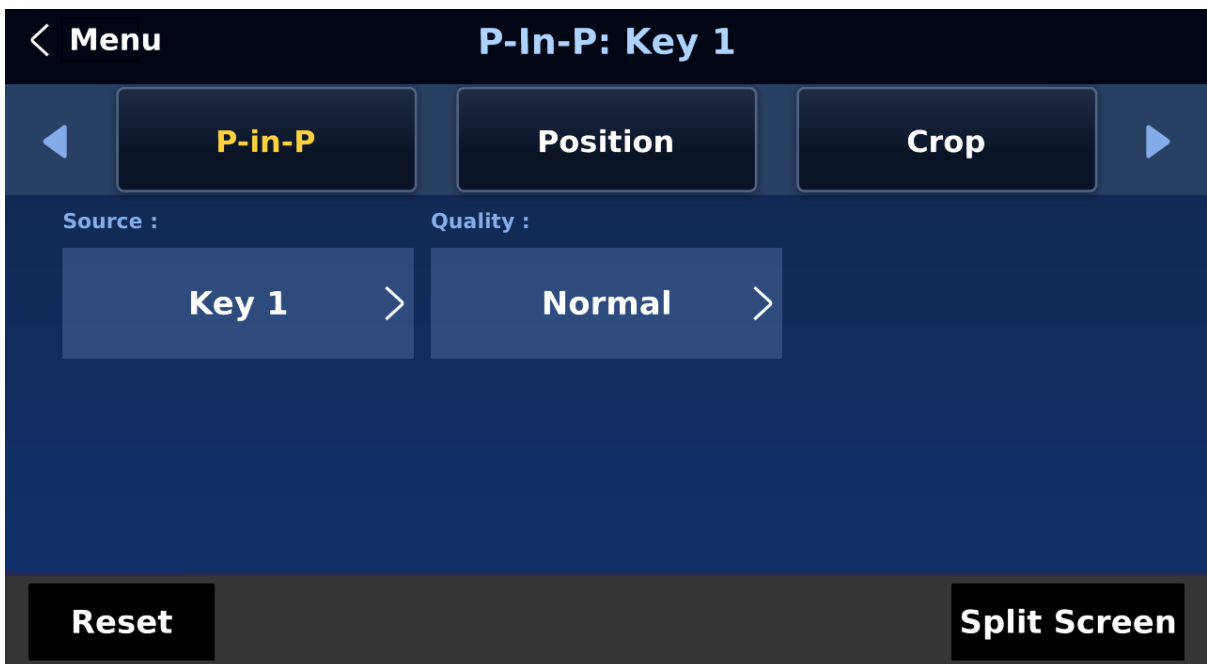 Menu
P-In-P: Key 1
P-in-P
Position
Crop
Source :
Quality :
Key 1
Normal
Reset
Split Screen